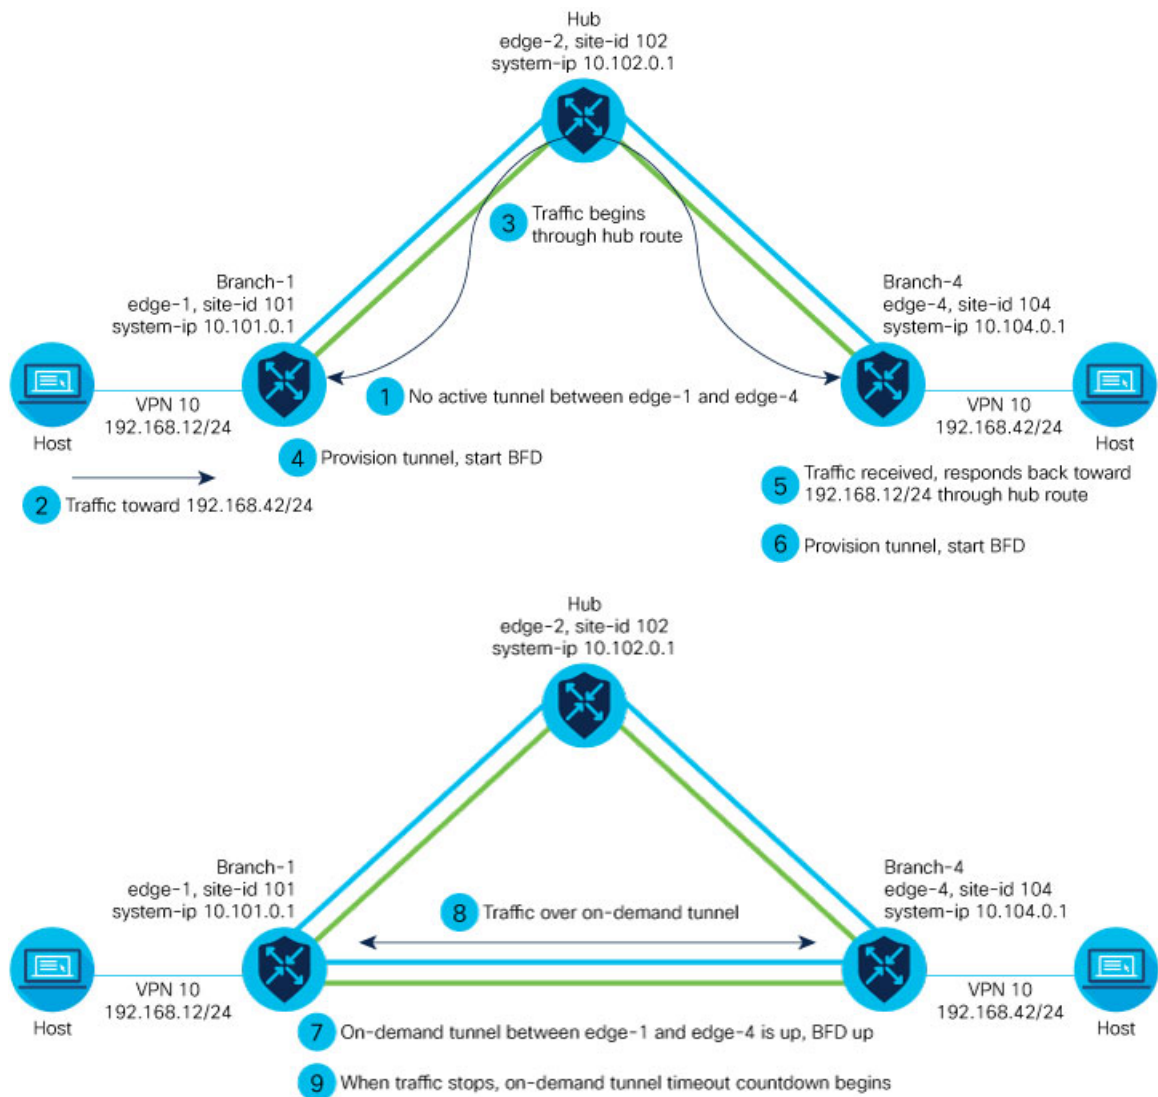 Hub
edge-2, site-id 102
system-ip 10.102.0.1
3 Traffic begins
through hub route
Branch-1
edge-1, site-id 101
system-ip 10.101.0.1
Branch-4
edge-4, site-id 104
system-ip 10.104.0.1
1 No active tunnel between edge-1 and edge-4
VPN 10
192.168.12/24
Host
VPN 10
192.168.42/24
Host
4 Provision tunnel, start BFD
2 Traffic toward 192.168.42/24
5 Traffic received, responds back toward
192.168.12/24 through hub route
6 Provision tunnel, start BFD
Hub
edge-2, site-id 102
system-ip 10.102.0.1
Branch-1
edge-1, site-id 101
system-ip 10.101.0.1
Branch-4
edge-4, site-id 104
system-ip 10.104.0.1
8 Traffic over on-demand tunnel
VPN 10
192.168.12/24
Host
VPN 10
192.168.42/24
Host
7 On-demand tunnel between edge-1 and edge-4 is up, BFD up
9 When traffic stops, on-demand tunnel timeout countdown begins